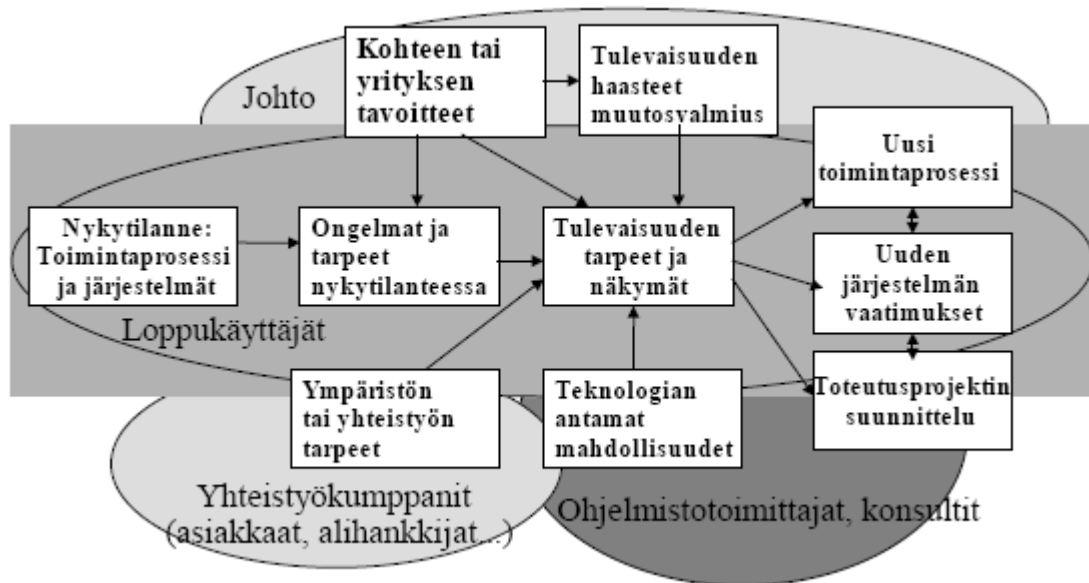 Kohteen tai
yrityksen
tavoitteet
Tulevaisuuden
haasteet
muutosvalmius
Johto
Uusi
toimintaprosessi
Nykytilanne:
Toimintaprosessi
ja järjestelmät
Ongelmat ja
tarpeet
nykytilanteessa
Tulevaisuuden
tarpeet ja
näkymät
Uuden
järjestelmän
vaatimukset
Loppukäyttäjät
Ympäristön
tai yhteistyön
tarpeet
Teknologian
antamat
mahdollisuudet
Toteutusprojektin
suunnittelu
Yhteistyökumppanit
(asiakkaat, alihankkijat...)
Ohjelmistotoimittajat, konsultit